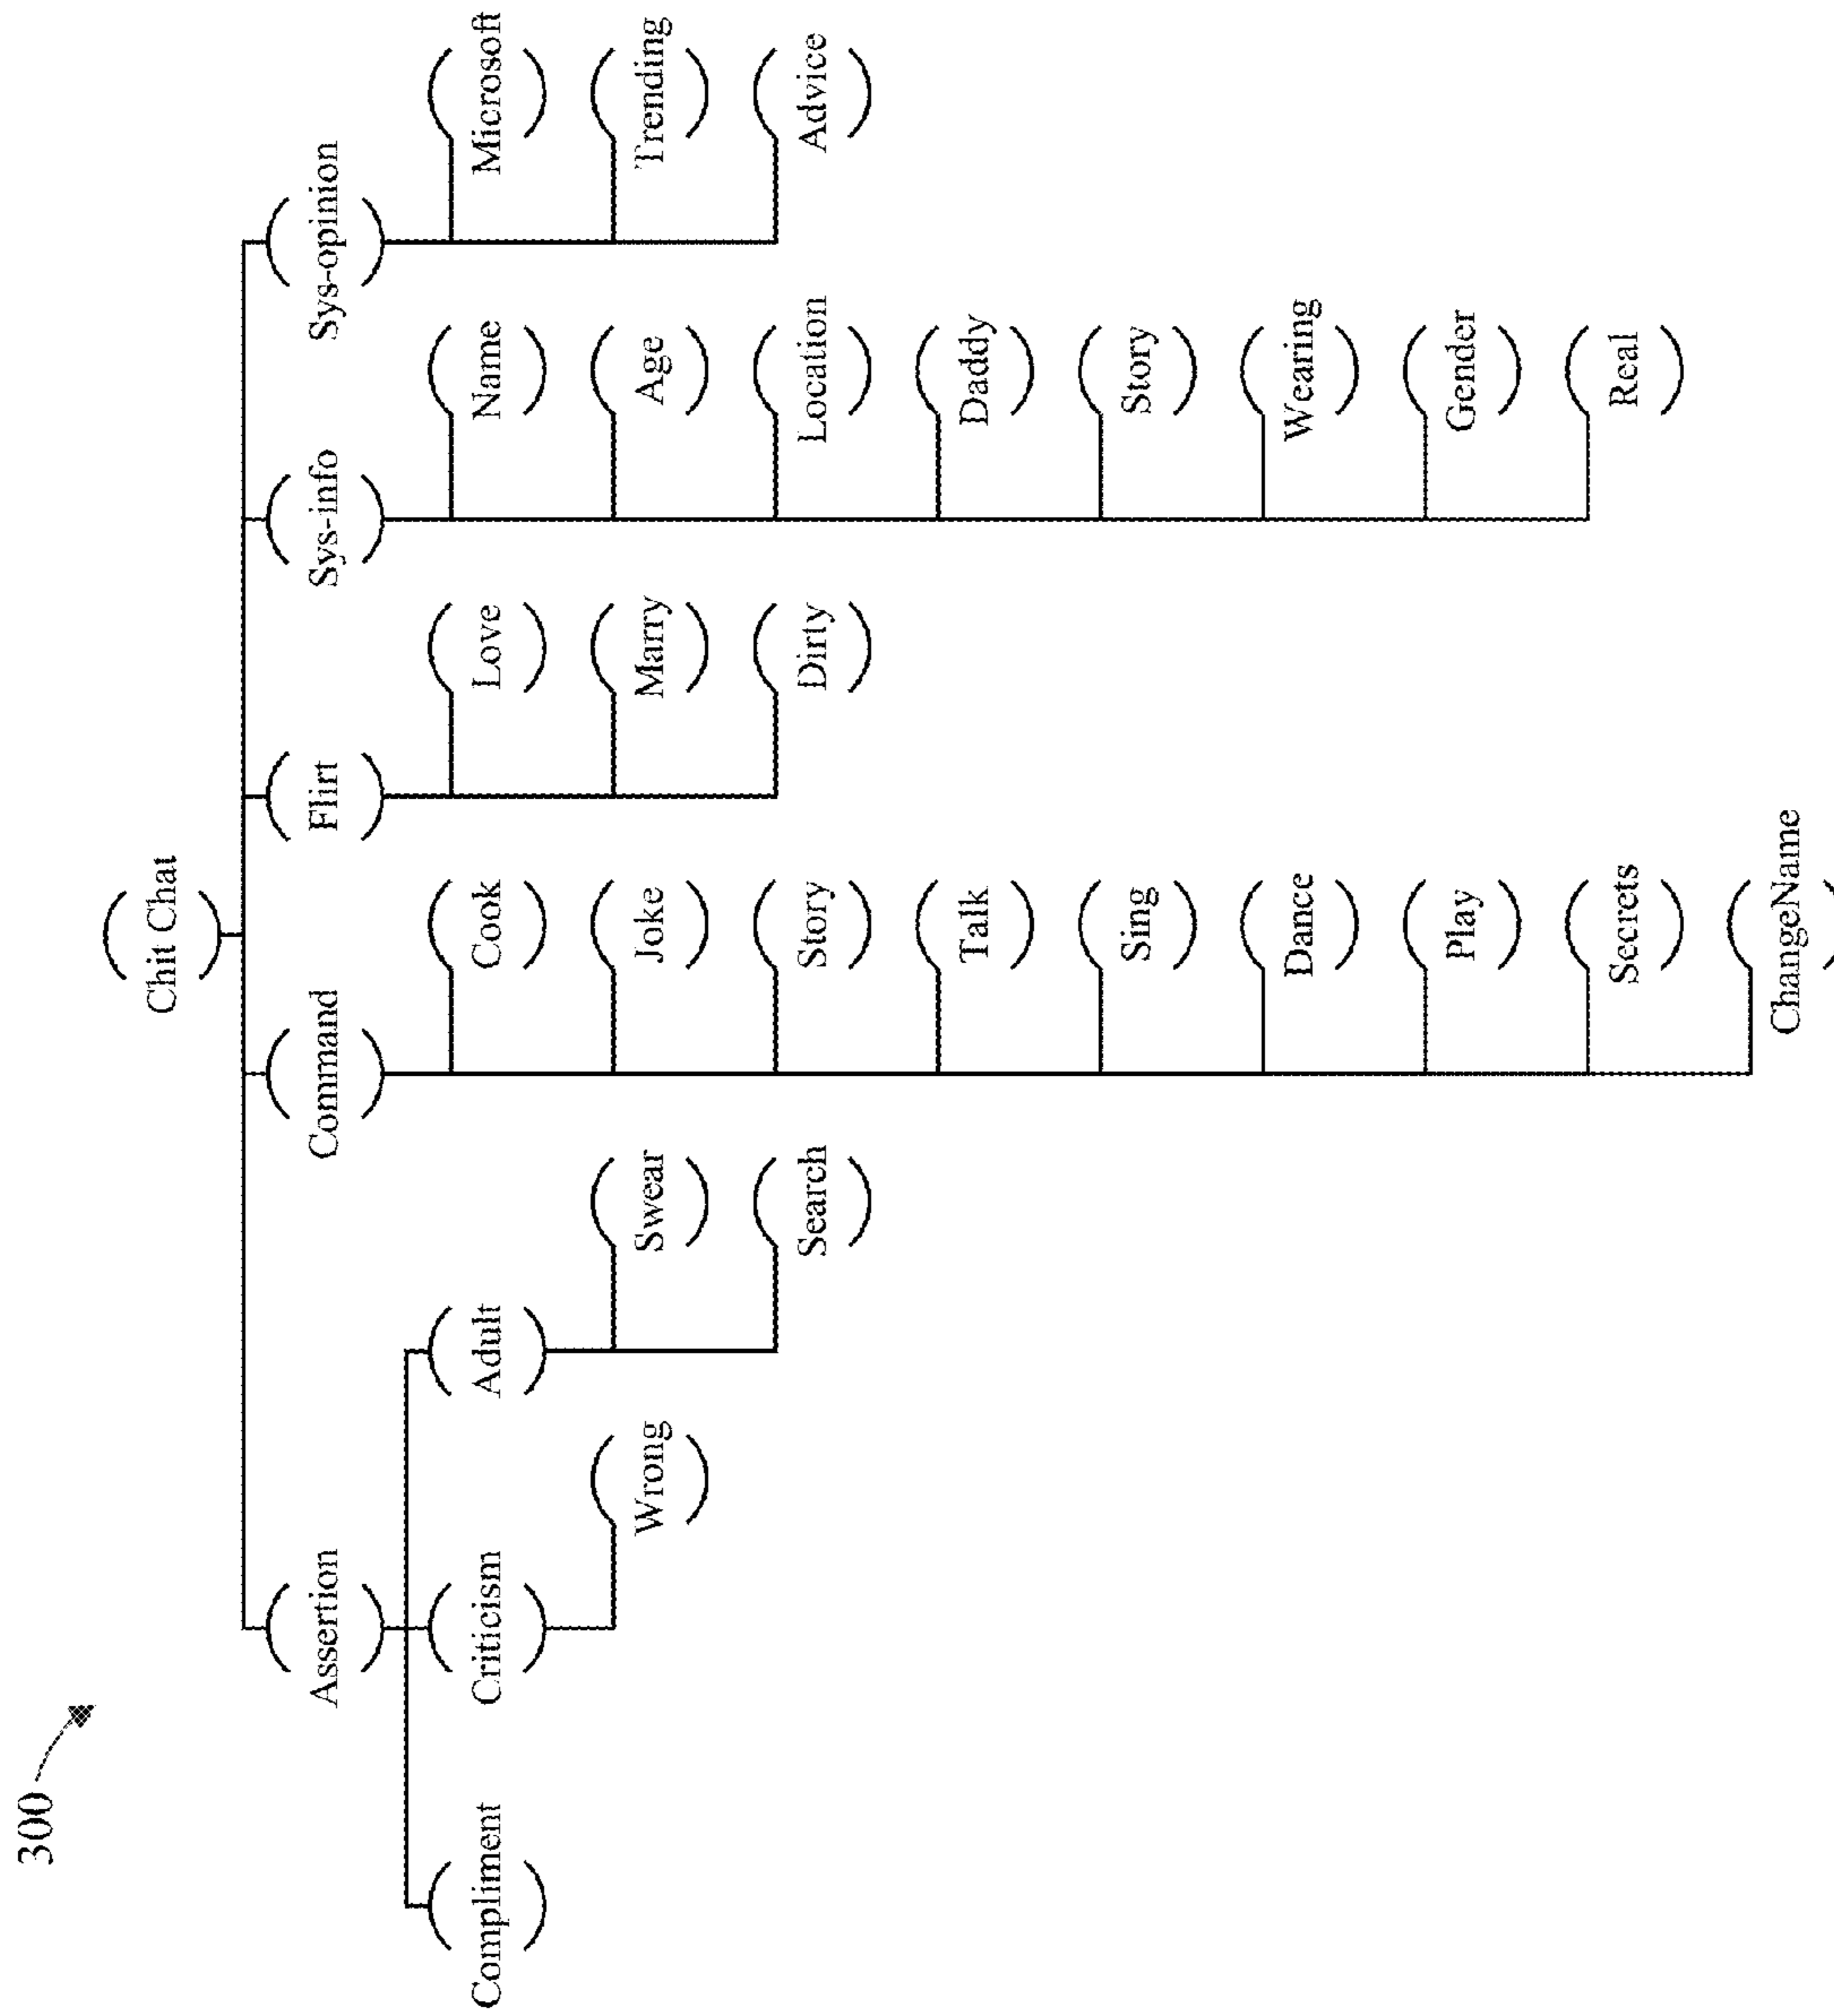 300
Chit Chat
Assertion
Command
Flirt
Sys-info
Sys-opinion
Compliment
Criticism
Wrong
Adult
Swear
Search
Cook
Joke
Story
Talk
Sing
Dance
Play
Secrets
ChangeName
Love
Marry
Dirty
Name
Age
Location
Daddy
Story
Wearing
Gender
Real
Microsoft
Trending
Advice